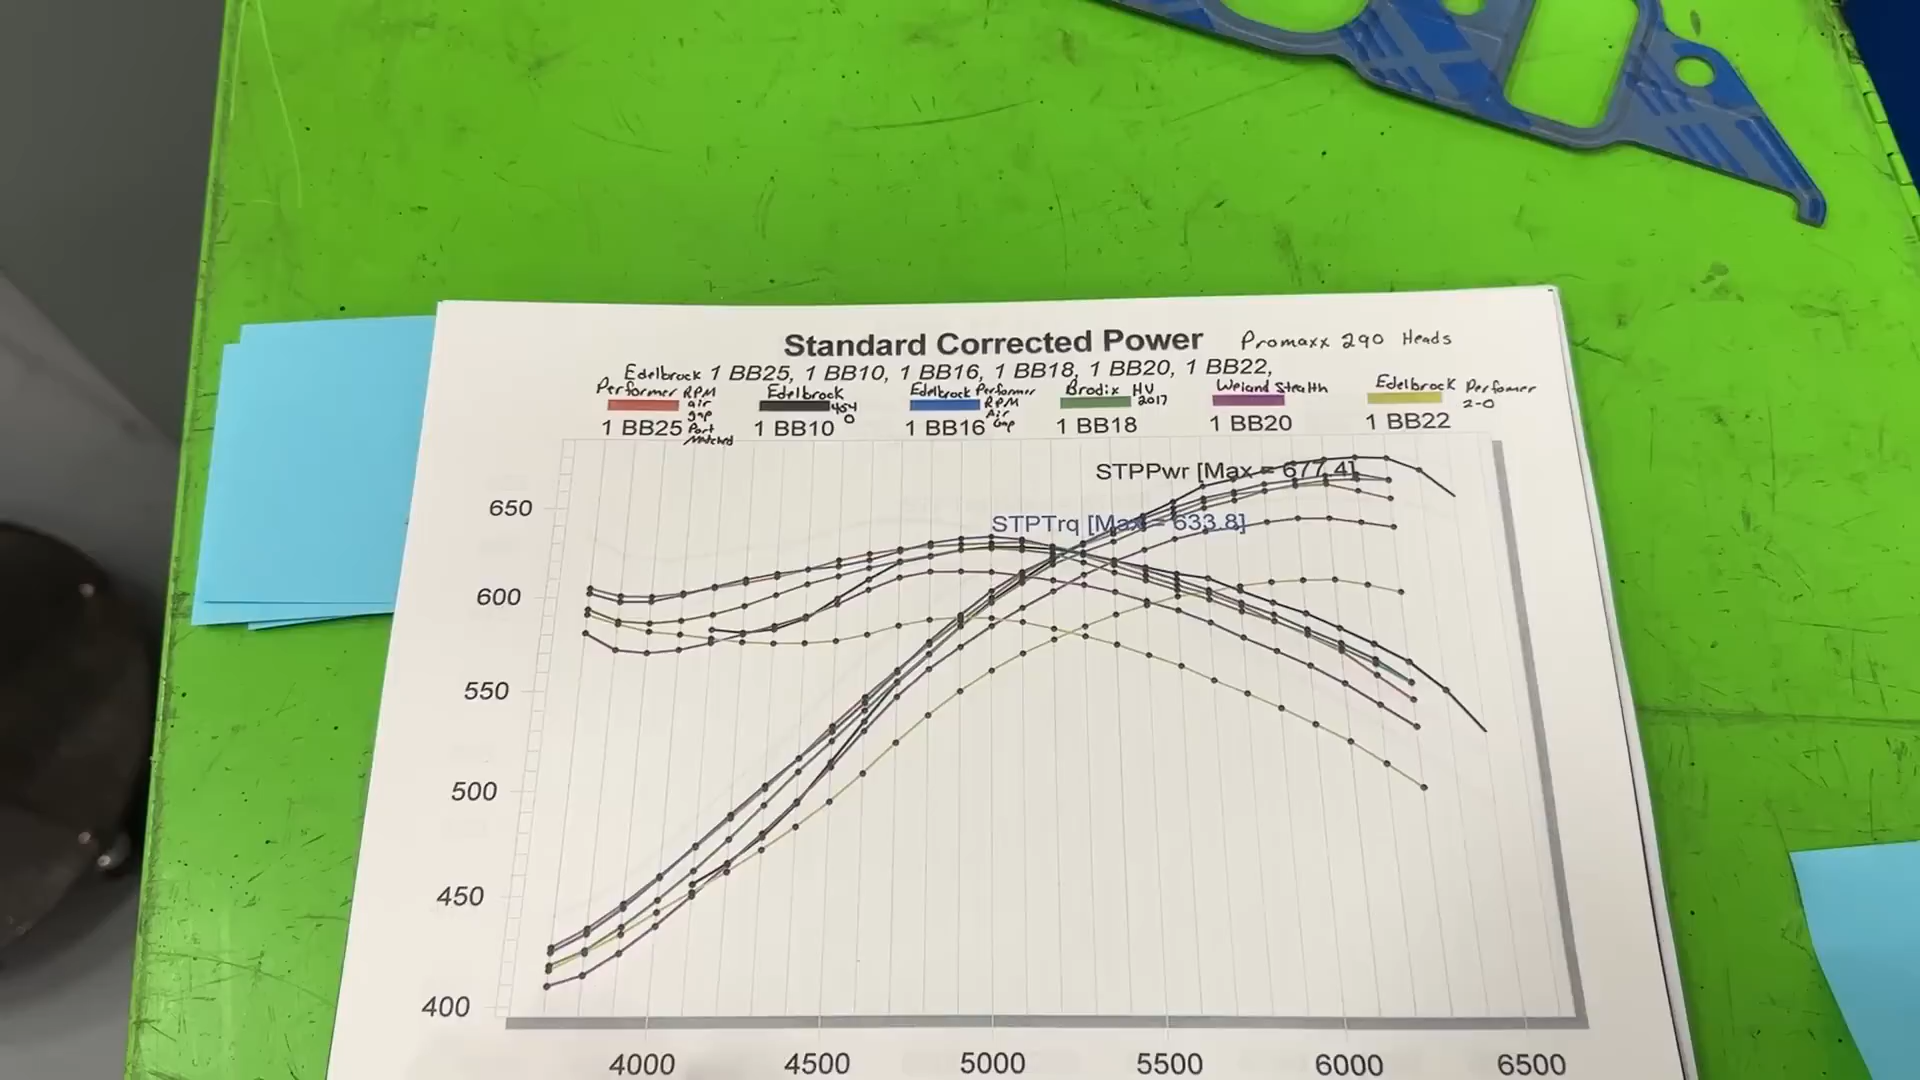 Standard Corrected Power Promaxx 290 Heads
Edelbrock 1 BB25, 1 BB10, 1 BB16, 1 BB18, 1 BB20, 1 BB22,
Performer RPM air gap Port Matched
Edelbrock 454 O
Edelbrock Performer RPM Air Gap
Brodix HV 2017
Weiand Stealth
Edelbrock Perfomer 2-0
1 BB25 1 BB10 1 BB16 1 BB18 1 BB20 1 BB22
STPPwr [Max = 677.4]
STPTrq [Max = 633.8]
650
600
550
500
450
400
4000 4500 5000 5500 6000 6500